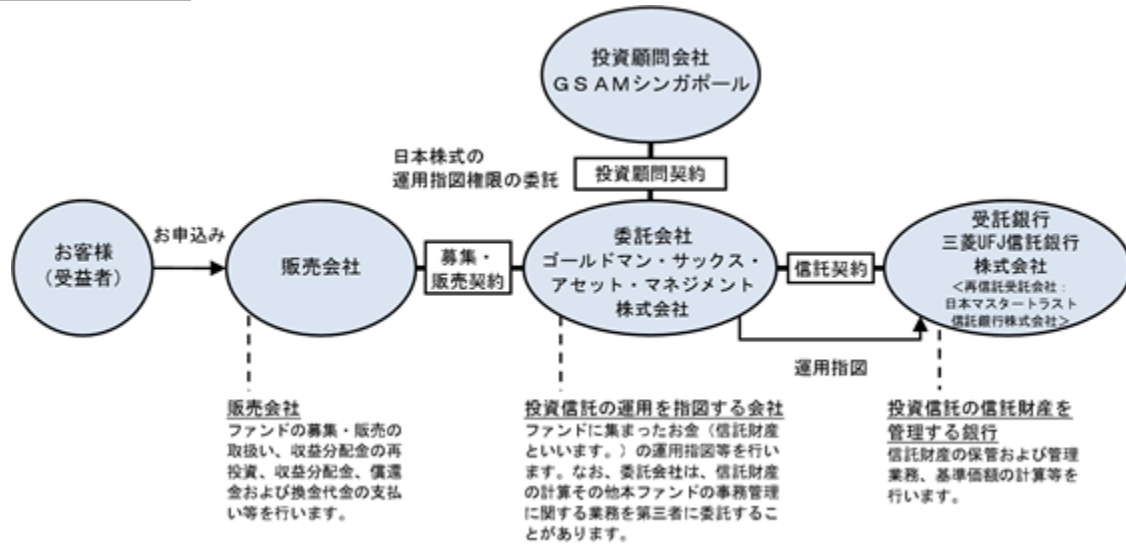 投資顧問会社
GSAMシンガポール
日本株式の
運用指図権限の委託
投資顧問契約
お客様
(受益者)
お申込み
販売会社
募集・
販売契約
委託会社
ゴールドマン・サックス・
アセット・マネジメント
株式会社
信託契約
受託銀行
三菱UFJ信託銀行
株式会社
<再信託受託会社:
日本マスタートラスト
信託銀行株式会社>
運用指図
販売会社
ファンドの募集・販売の
取扱い、収益分配金の再
投資、収益分配金、償還
金および換金代金の支払
い等を行います。
投資信託の運用を指図する会社
ファンドに集まったお金(信託財産
といいます。)の運用指図等を行い
ます。なお、委託会社は、信託財産
の計算その他本ファンドの事務管理
に関する業務を第三者に委託するこ
とがあります。
投資信託の信託財産を
管理する銀行
信託財産の保管および管理
業務、基準価額の計算等を
行います。